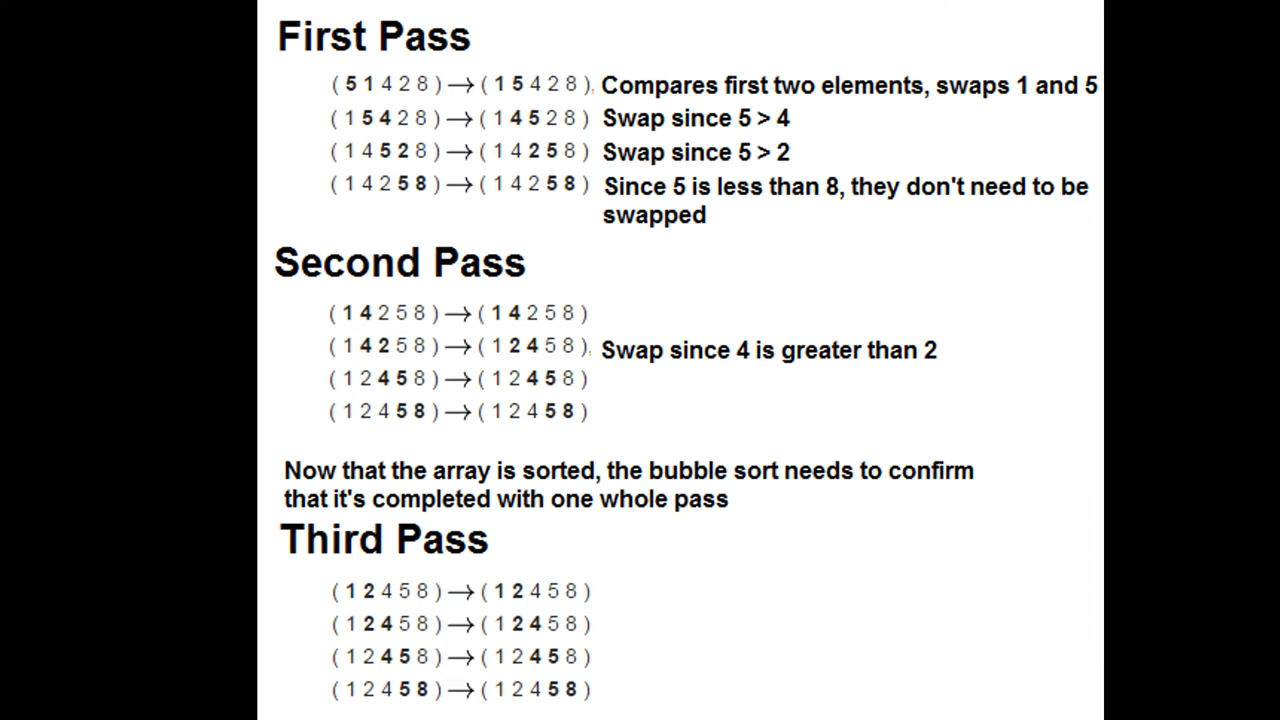 First Pass
( 5 1 4 2 8 ) → ( 1 5 4 2 8 ), Compares first two elements, swaps 1 and 5
( 1 5 4 2 8 ) → ( 1 4 5 2 8 ) Swap since 5 > 4
( 1 4 5 2 8 ) → ( 1 4 2 5 8 ) Swap since 5 > 2
( 1 4 2 5 8 ) → ( 1 4 2 5 8 ) Since 5 is less than 8, they don't need to be
swapped
Second Pass
( 1 4 2 5 8 ) → ( 1 4 2 5 8 )
( 1 4 2 5 8 ) → ( 1 2 4 5 8 ), Swap since 4 is greater than 2
( 1 2 4 5 8 ) → ( 1 2 4 5 8 )
( 1 2 4 5 8 ) → ( 1 2 4 5 8 )
Now that the array is sorted, the bubble sort needs to confirm
that it's completed with one whole pass
Third Pass
( 1 2 4 5 8 ) → ( 1 2 4 5 8 )
( 1 2 4 5 8 ) → ( 1 2 4 5 8 )
( 1 2 4 5 8 ) → ( 1 2 4 5 8 )
( 1 2 4 5 8 ) → ( 1 2 4 5 8 )